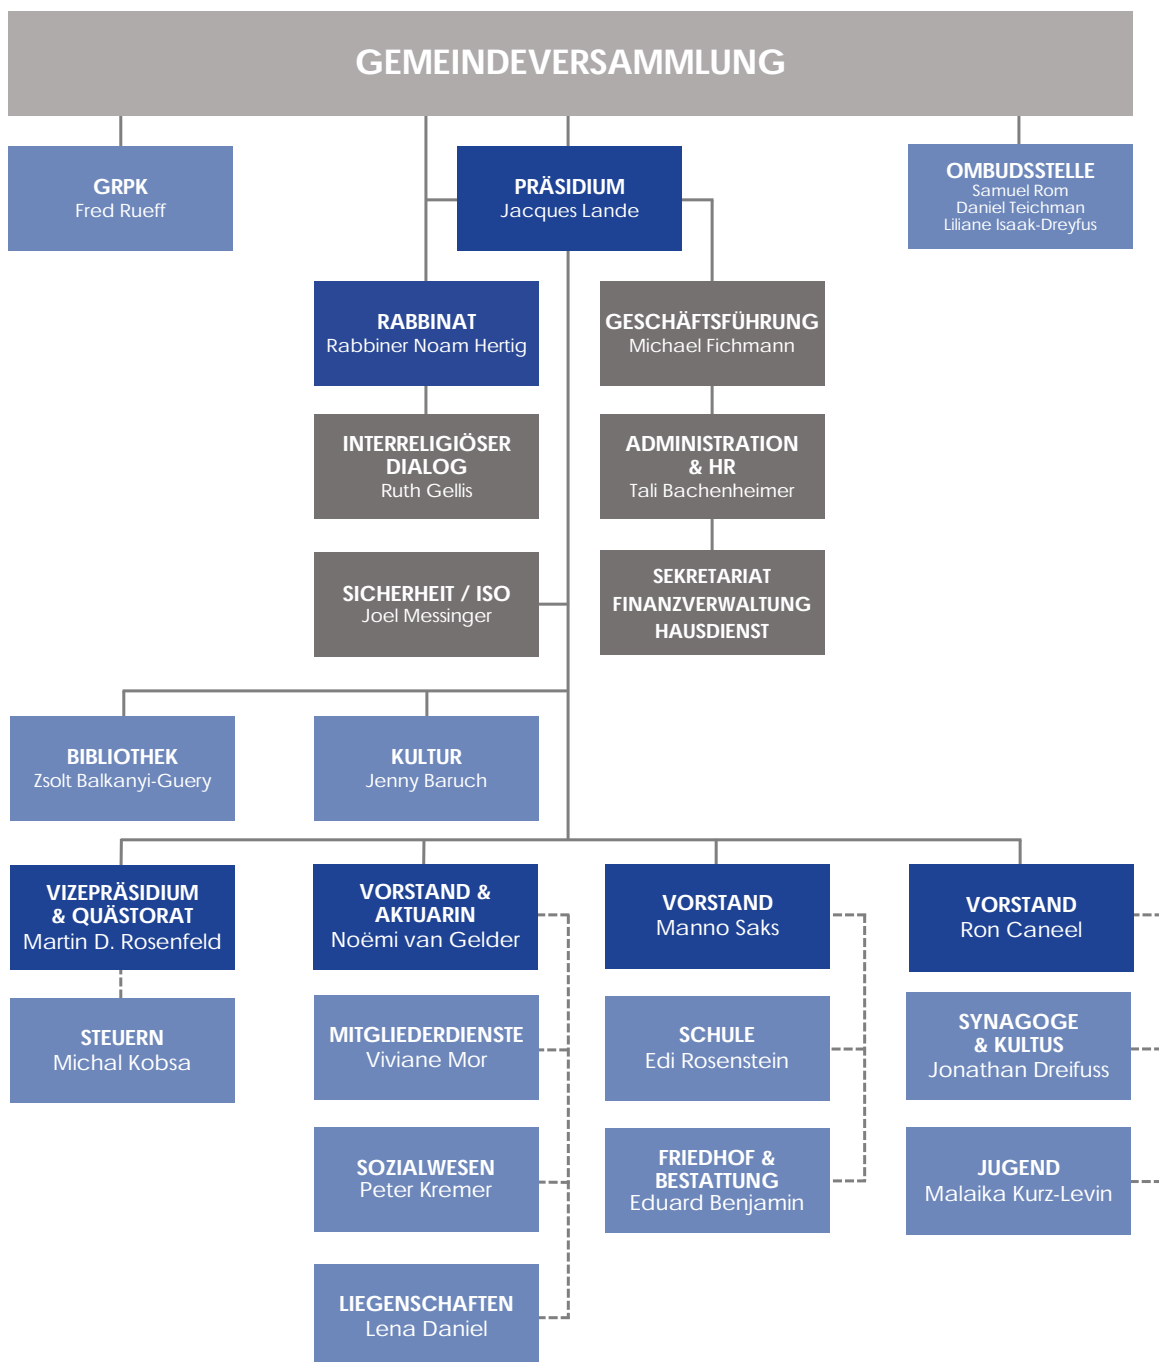 GEMEINDEVERSAMMLUNG
GRPK
Fred Rueff
PRÄSIDIUM
Jacques Lande
OMBUDSSTELLE
Samuel Rom
Daniel Teichman
Liliane Isaak-Dreyfus
RABBINAT
Rabbiner Noam Hertig
GESCHÄFTSFÜHRUNG
Michael Fichmann
INTERRELIGIÖSER
DIALOG
Ruth Gellis
ADMINISTRATION
& HR
Tali Bachenheimer
SICHERHEIT / ISO
Joel Messinger
SEKRETARIAT
FINANZVERWALTUNG
HAUSDIENST
BIBLIOTHEK
Zsolt Balkanyi-Guery
KULTUR
Jenny Baruch
VIZEPRÄSIDIUM
& QUÄSTORAT
Martin D. Rosenfeld
VORSTAND &
AKTUARIN
Noëmi van Gelder
VORSTAND
Manno Saks
VORSTAND
Ron Caneel
STEUERN
Michal Kobsa
MITGLIEDERDIENSTE
Viviane Mor
SCHULE
Edi Rosenstein
SYNAGOGE
& KULTUS
Jonathan Dreifuss
SOZIALWESEN
Peter Kremer
FRIEDHOF &
BESTATTUNG
Eduard Benjamin
JUGEND
Malaika Kurz-Levin
LIEGENSCHAFTEN
Lena Daniel